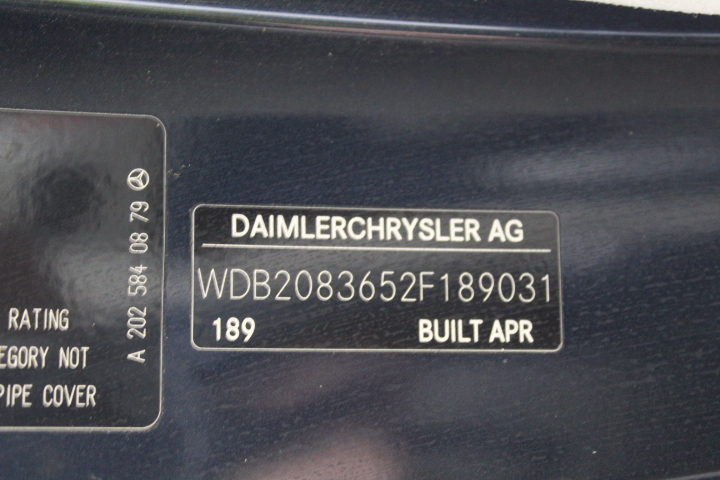 RATING
EGORY NOT
PIPE COVER
A 202 584 08 79
DAIMLERCHRYSLER AG
WDB2083652F189031
189 BUILT APR